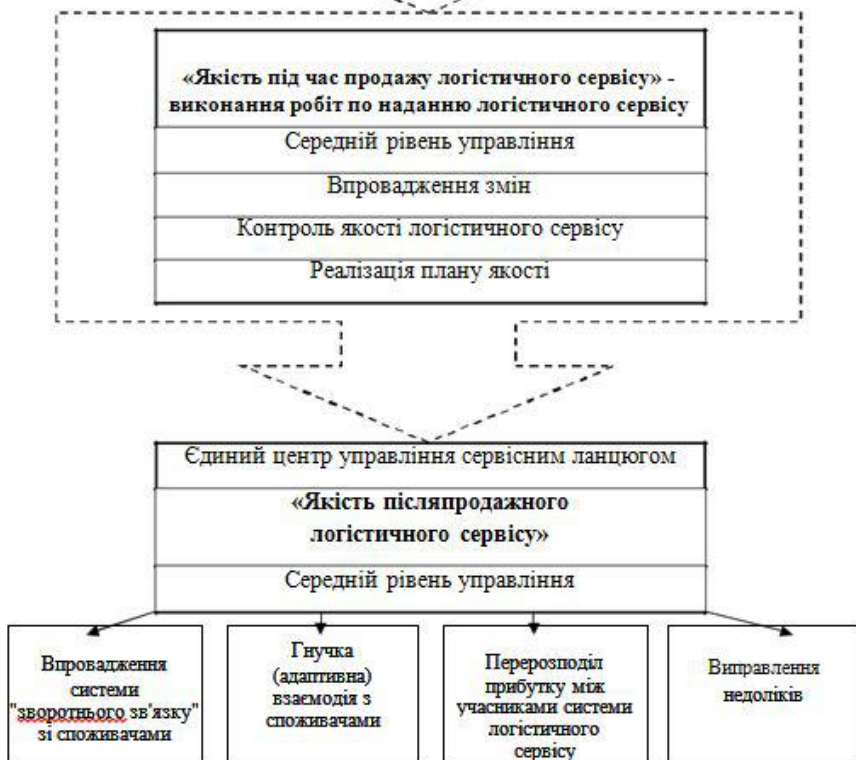 «Якість під час продажу логістичного сервісу» -
виконання робіт по наданню логістичного сервісу
Середній рівень управління
Впровадження змін
Контроль якості логістичного сервісу
Реалізація плану якості
Єдиний центр управління сервісним ланцюгом
«Якість післяпродажного
логістичного сервісу»
Середній рівень управління
Впровадження
системи
"зворотнього зв'язку"
зі споживачами
Гнучка
(адаптивна)
взаємодія з
споживачами
Перерозподіл
прибутку між
учасниками системи
логістичного
сервісу
Виправлення
недоліків